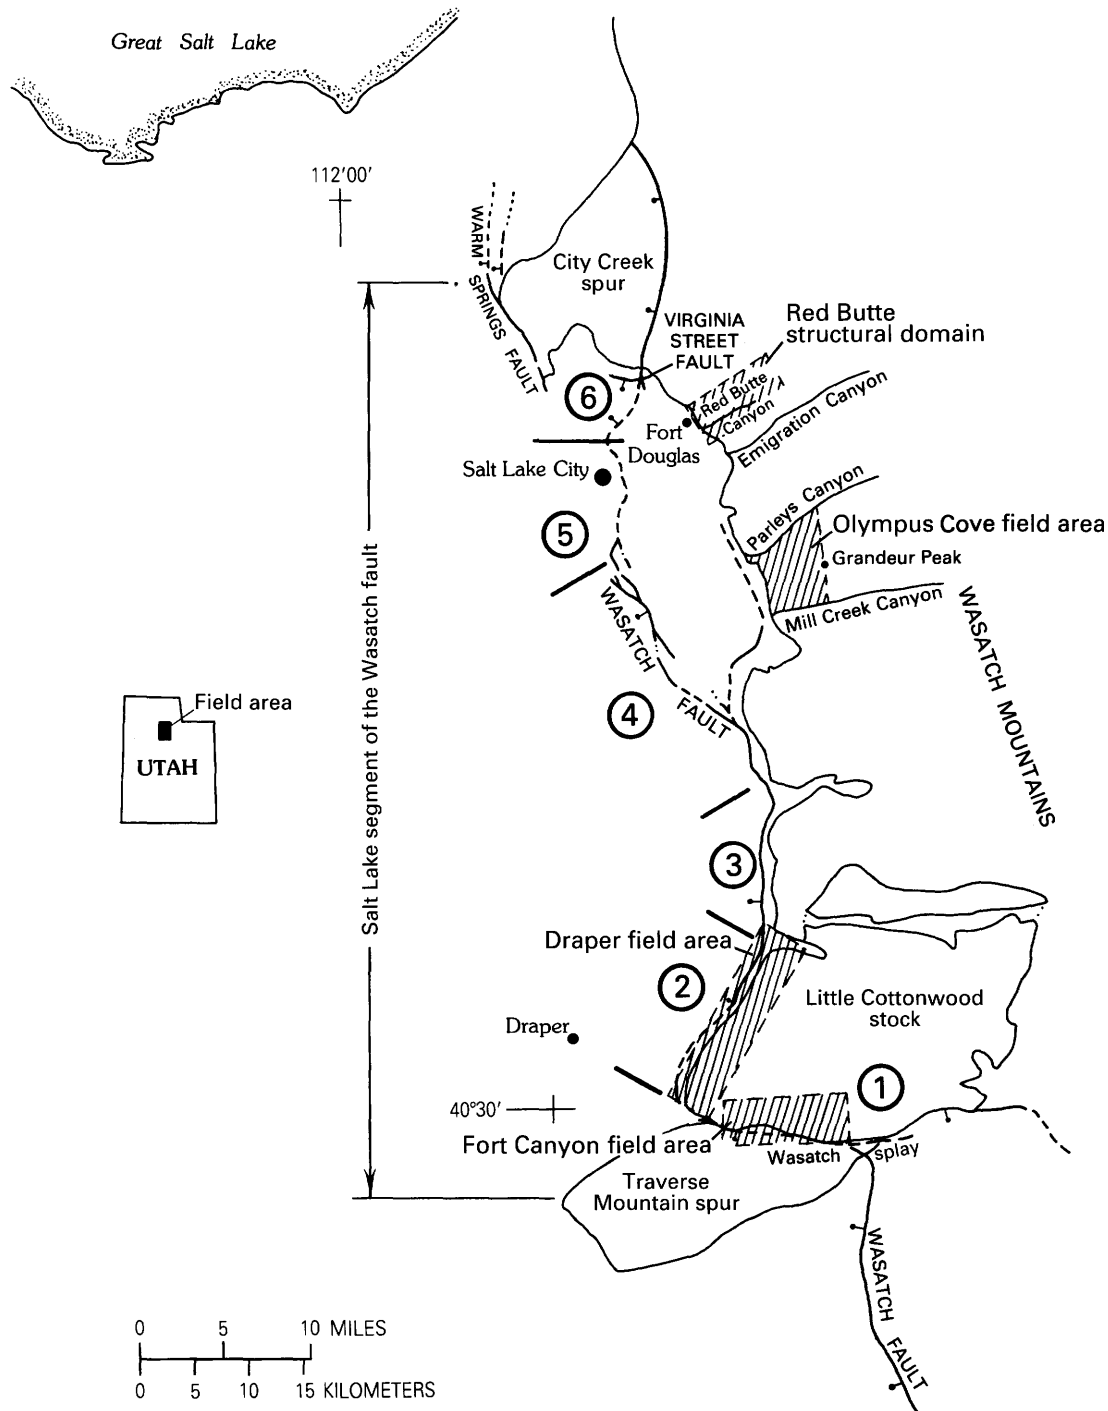 Great Salt Lake
112°00'
WARM
SPRINGS
FAULT
City Creek
spur
VIRGINIA
STREET
FAULT
Red Butte
structural domain
Red Butte
Canyon
Emigration Canyon
6
Fort
Douglas
Salt Lake City
Parleys Canyon
Olympus Cove field area
Grandeur Peak
5
Mill Creek Canyon
WASATCH
FAULT
WASATCH MOUNTAINS
4
Salt Lake segment of the Wasatch fault
Field area
UTAH
3
Draper field area
2
Little Cottonwood
stock
Draper
1
40°30'
Fort Canyon field area
Wasatch splay
Traverse
Mountain spur
WASATCH
FAULT
0 5 10 MILES
0 5 10 15 KILOMETERS